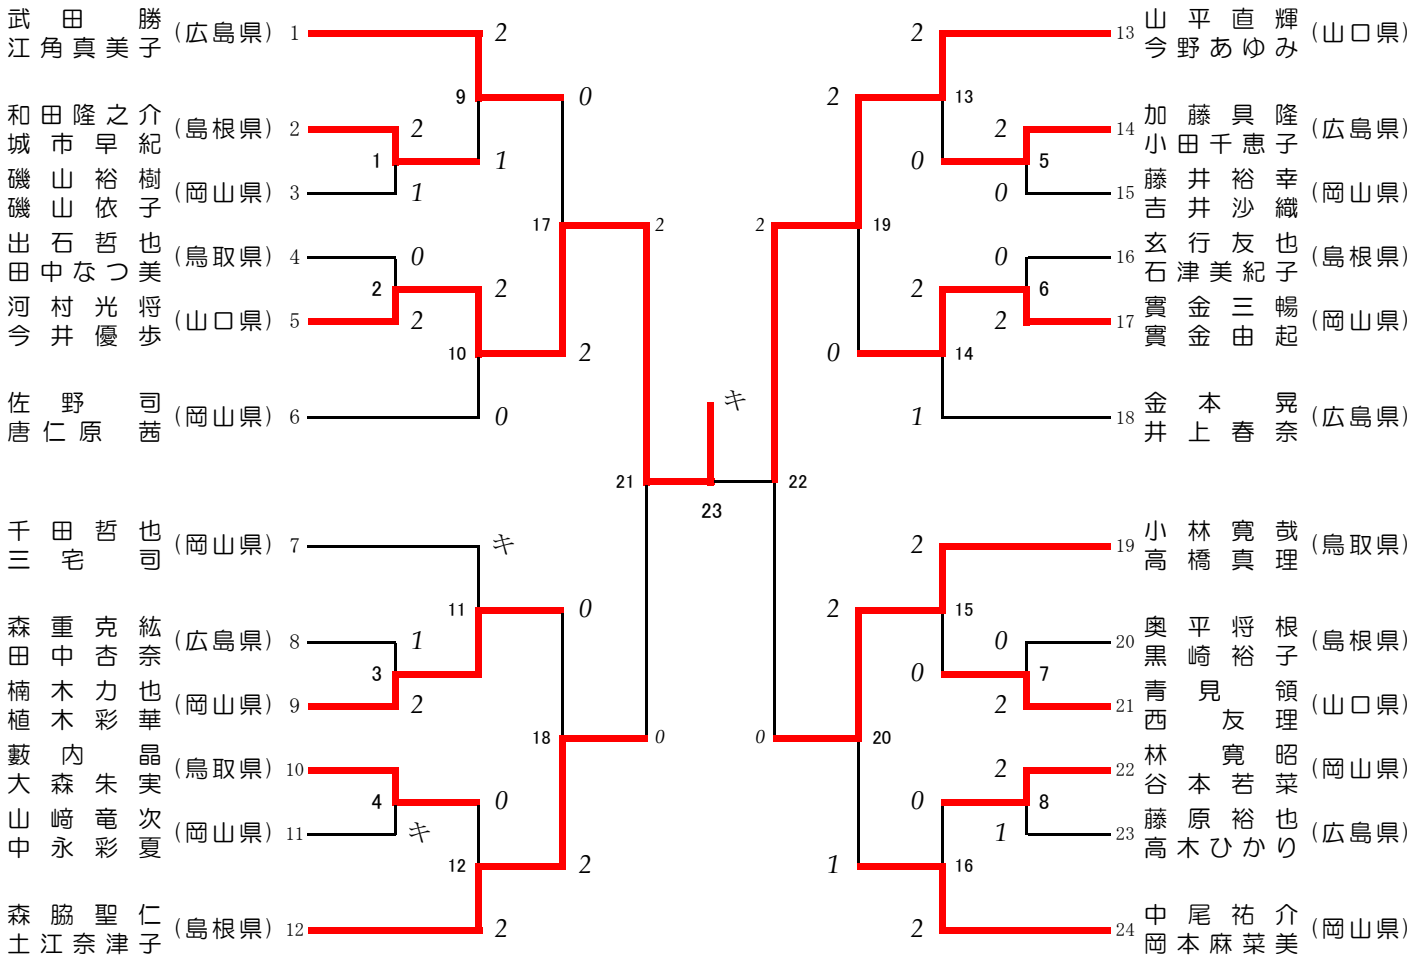 武田勝
江角真美子
(広島県) 1
2
9
0
和田隆之介
城市早紀
(島根県) 2
2
1
1
磯山裕樹
磯山依子
(岡山県) 3
1
17
2
出石哲也
田中なつ美
(鳥取県) 4
0
2
2
河村光将
今井優歩
(山口県) 5
2
10
2
佐野司
唐仁原茜
(岡山県) 6
0
21
千田哲也
三宅司
(岡山県) 7
キ
11
0
森重克紘
田中杏奈
(広島県) 8
1
3
楠木力也
植木彩華
(岡山県) 9
2
18
0
藪内晶
大森朱実
(鳥取県) 10
4
0
山﨑竜次
中永彩夏
(岡山県) 11
キ
12
2
森脇聖仁
土江奈津子
(島根県) 12
2
キ
23
2
13 山平直輝
今野あゆみ
(山口県)
2
13
2
14 加藤具隆
小田千恵子
(広島県)
0
5
0
15 藤井裕幸
吉井沙織
(岡山県)
2
19
0
16 玄行友也
石津美紀子
(島根県)
2
6
2
17 實金三暢
實金由起
(岡山県)
0
14
1
18 金本晃
井上春奈
(広島県)
22
2
19 小林寛哉
高橋真理
(鳥取県)
2
15
0
20 奥平将根
黒崎裕子
(島根県)
0
7
2
21 青見領
西友理
(山口県)
0
20
2
22 林寛昭
谷本若菜
(岡山県)
0
8
1
23 藤原裕也
高木ひかり
(広島県)
1
16
2
24 中尾祐介
岡本麻菜美
(岡山県)